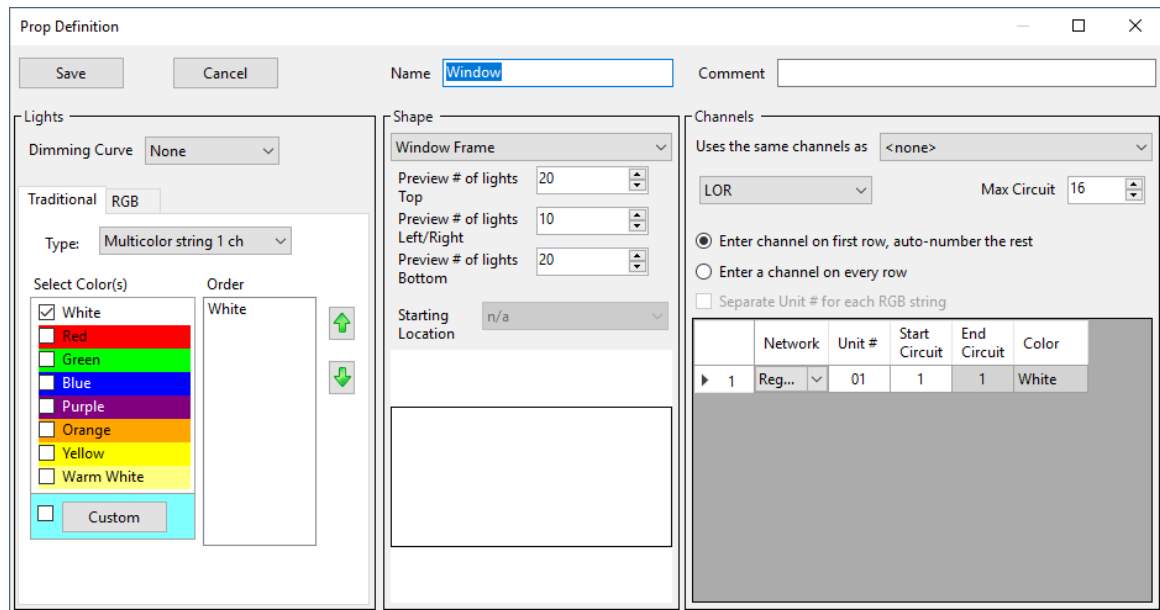 Prop Definition
Save
Cancel
Name
Window
Comment
Lights
Dimming Curve
None
Traditional
RGB
Type:
Multicolor string 1 ch
Select Color(s)
Order
White
Red
Green
Blue
Purple
Orange
Yellow
Warm White
Custom
White
Shape
Window Frame
Preview # of lights
Top
20
Preview # of lights
Left/Right
10
Preview # of lights
Bottom
20
Starting
Location
n/a
Channels
Uses the same channels as
<none>
LOR
Max Circuit
16
Enter channel on first row, auto-number the rest
Enter a channel on every row
Separate Unit # for each RGB string
Network
Unit #
Start
Circuit
End
Circuit
Color
1
Reg...
01
1
1
White